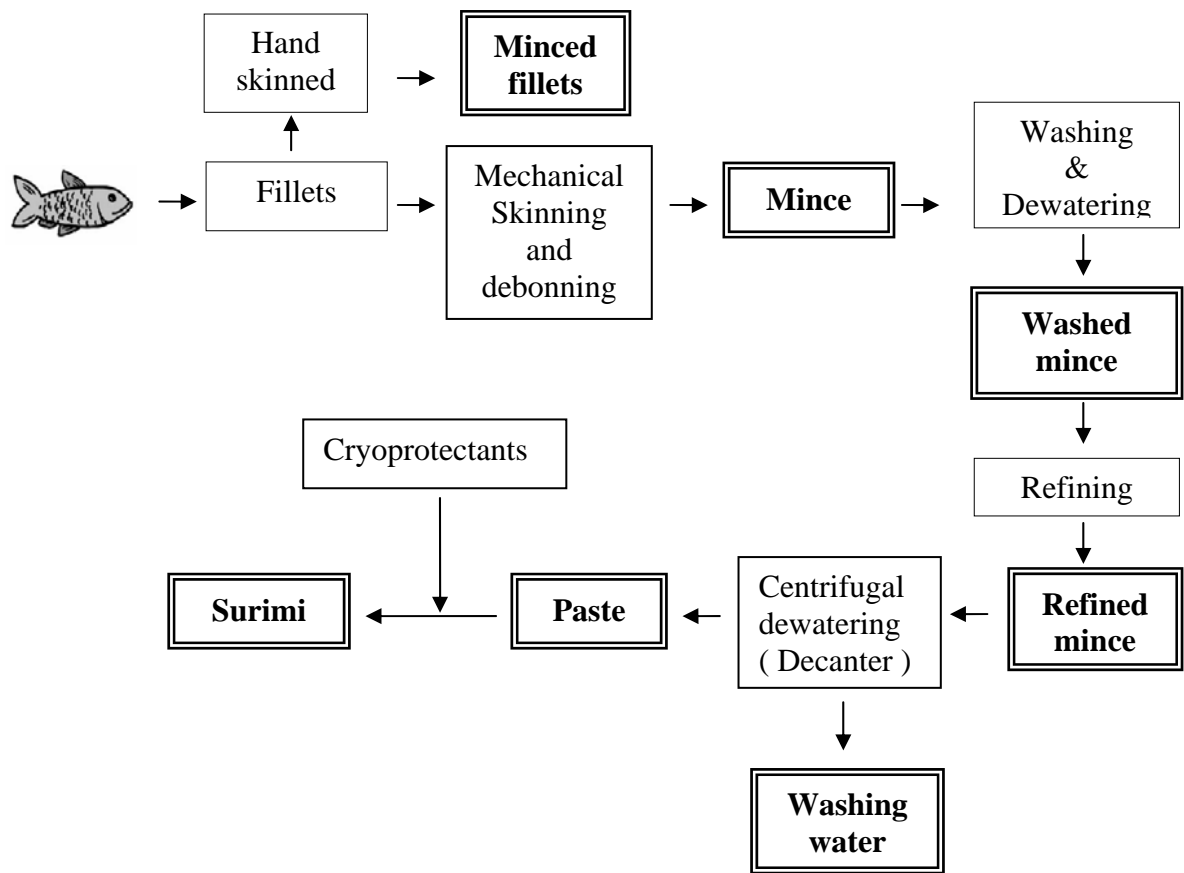 Hand
skinned
Minced
fillets
Fillets
Mechanical
Skinning
and
debonning
Mince
Washing
&
Dewatering
Washed
mince
Refining
Refined
mince
Centrifugal
dewatering
( Decanter )
Washing
water
Paste
Cryoprotectants
Surimi